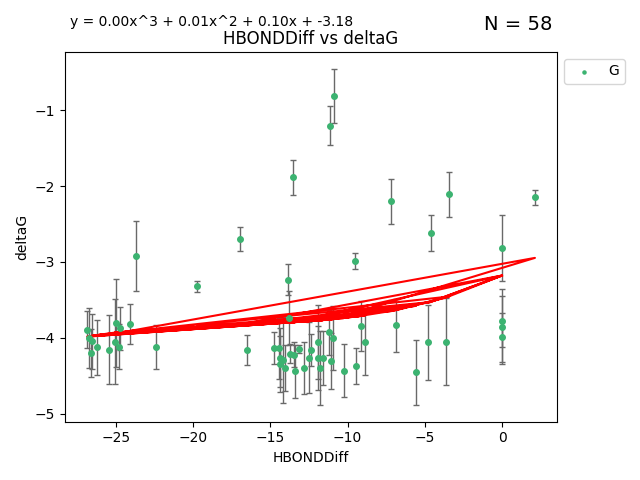 y = 0.00x^3 + 0.01x^2 + 0.10x + -3.18
N = 58
HBONDDiff vs deltaG
G
deltaG
−1
−2
−3
−4
−5
−25
−20
−15
−10
−5
0
HBONDDiff